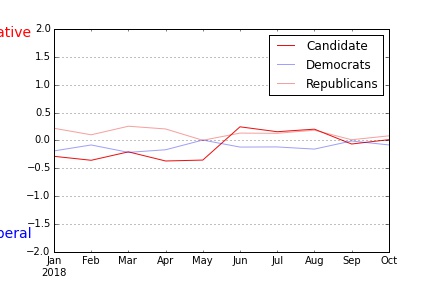 2.0
ative
1.5
1.0
0.5
0.0
−0.5
−1.0
−1.5
beral
−2.0
Candidate
Democrats
Republicans
Jan Feb Mar Apr May Jun Jul Aug Sep Oct
2018